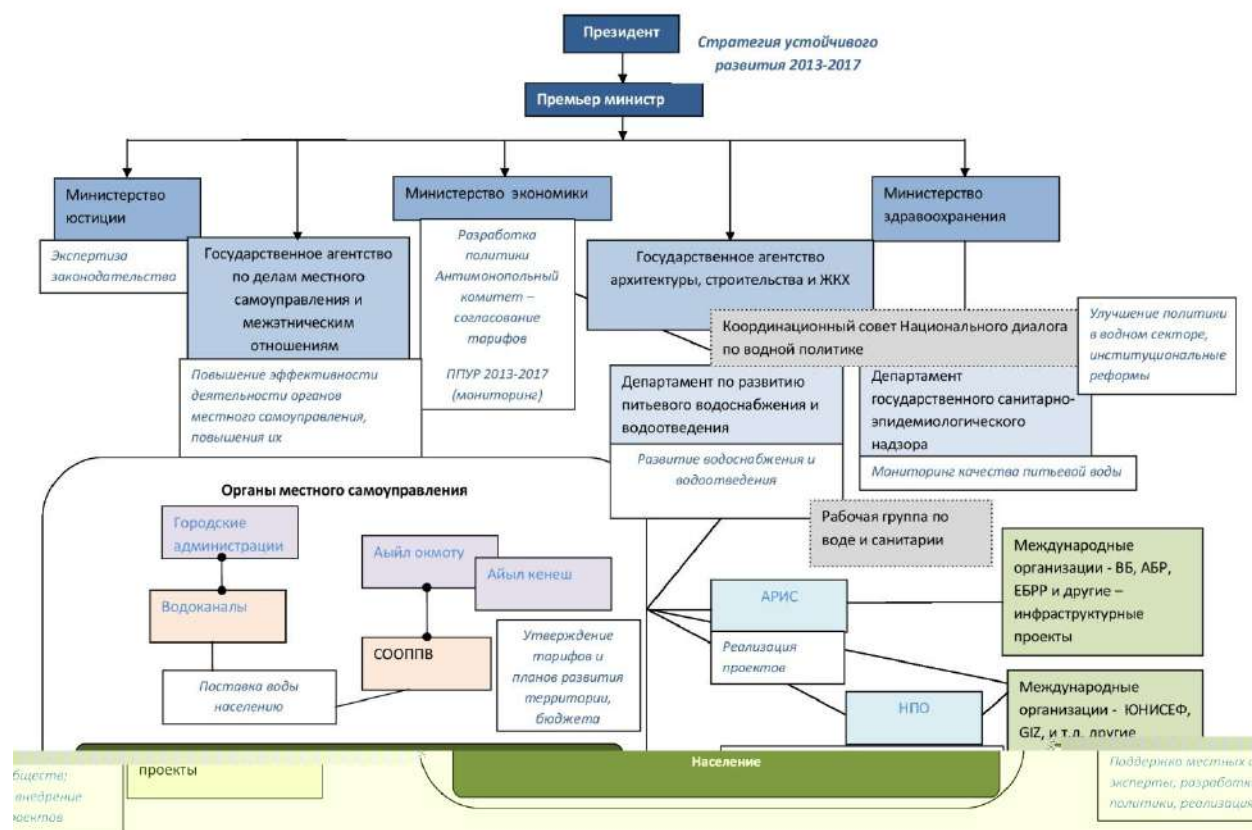 Президент
Стратегия устойчивого
развития 2013-2017
Премьер министр
Министерство
юстиции
Экспертиза
законодательства
Государственное агентство
по делам местного
самоуправления и
межэтническим
отношениям
Повышение эффективности
деятельности органов
местного самоуправления,
повышения их
Министерство экономики
Разработка
политики
Антимонопольный
комитет –
согласование
тарифов
ППУР 2013-2017
(мониторинг)
Государственное агентство
архитектуры, строительства и ЖКХ
Министерство
здравоохранения
Координационный совет Национального диалога
по водной политике
Улучшение политики
в водном секторе,
институциональные
реформы
Департамент по развитию
питьевого водоснабжения и
водоотведения
Развитие водоснабжения и
водоотведения
Департамент
государственного санитарно-
эпидемиологического
надзора
Мониторинг качества питьевой воды
Рабочая группа по
воде и санитарии
Органы местного самоуправления
Городские
администрации
Водоканалы
Аыйл окмоту
Айыл кенеш
СООППВ
Поставка воды
населению
Утверждение
тарифов и
планов развития
территории,
бюджета
АРИС
Реализация
проектов
НПО
Международные
организации - ВБ, АБР,
ЕБРР и другие –
инфраструктурные
проекты
Международные
организации - ЮНИСЕФ,
GIZ, и т.д. другие
Население
проекты
внедрение
Поддержка местных
эксперты,
политики,